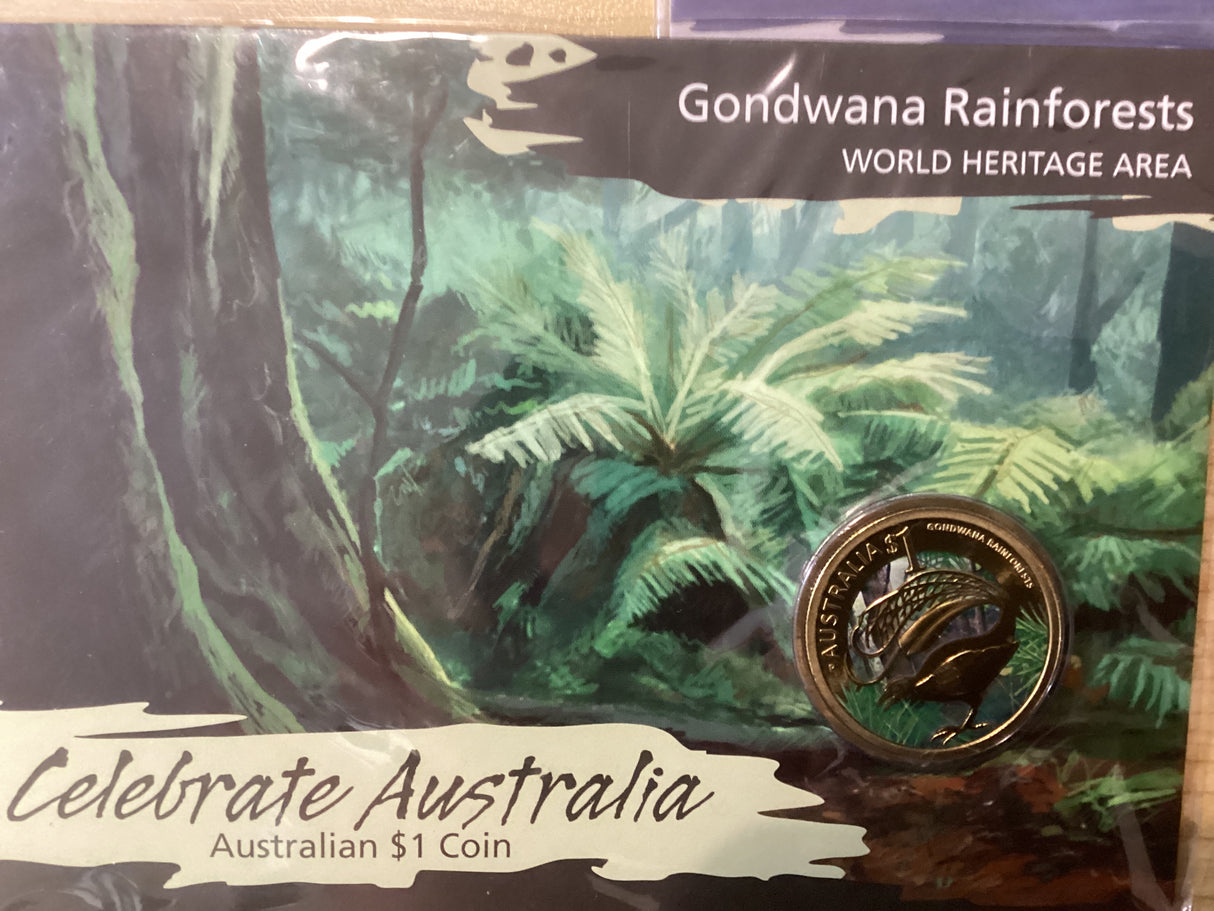 Gondwana Rainforests
WORLD HERITAGE AREA
GONDWANA RAINFORESTS
AUSTRALIA $1
Celebrate Australia
Australian $1 Coin